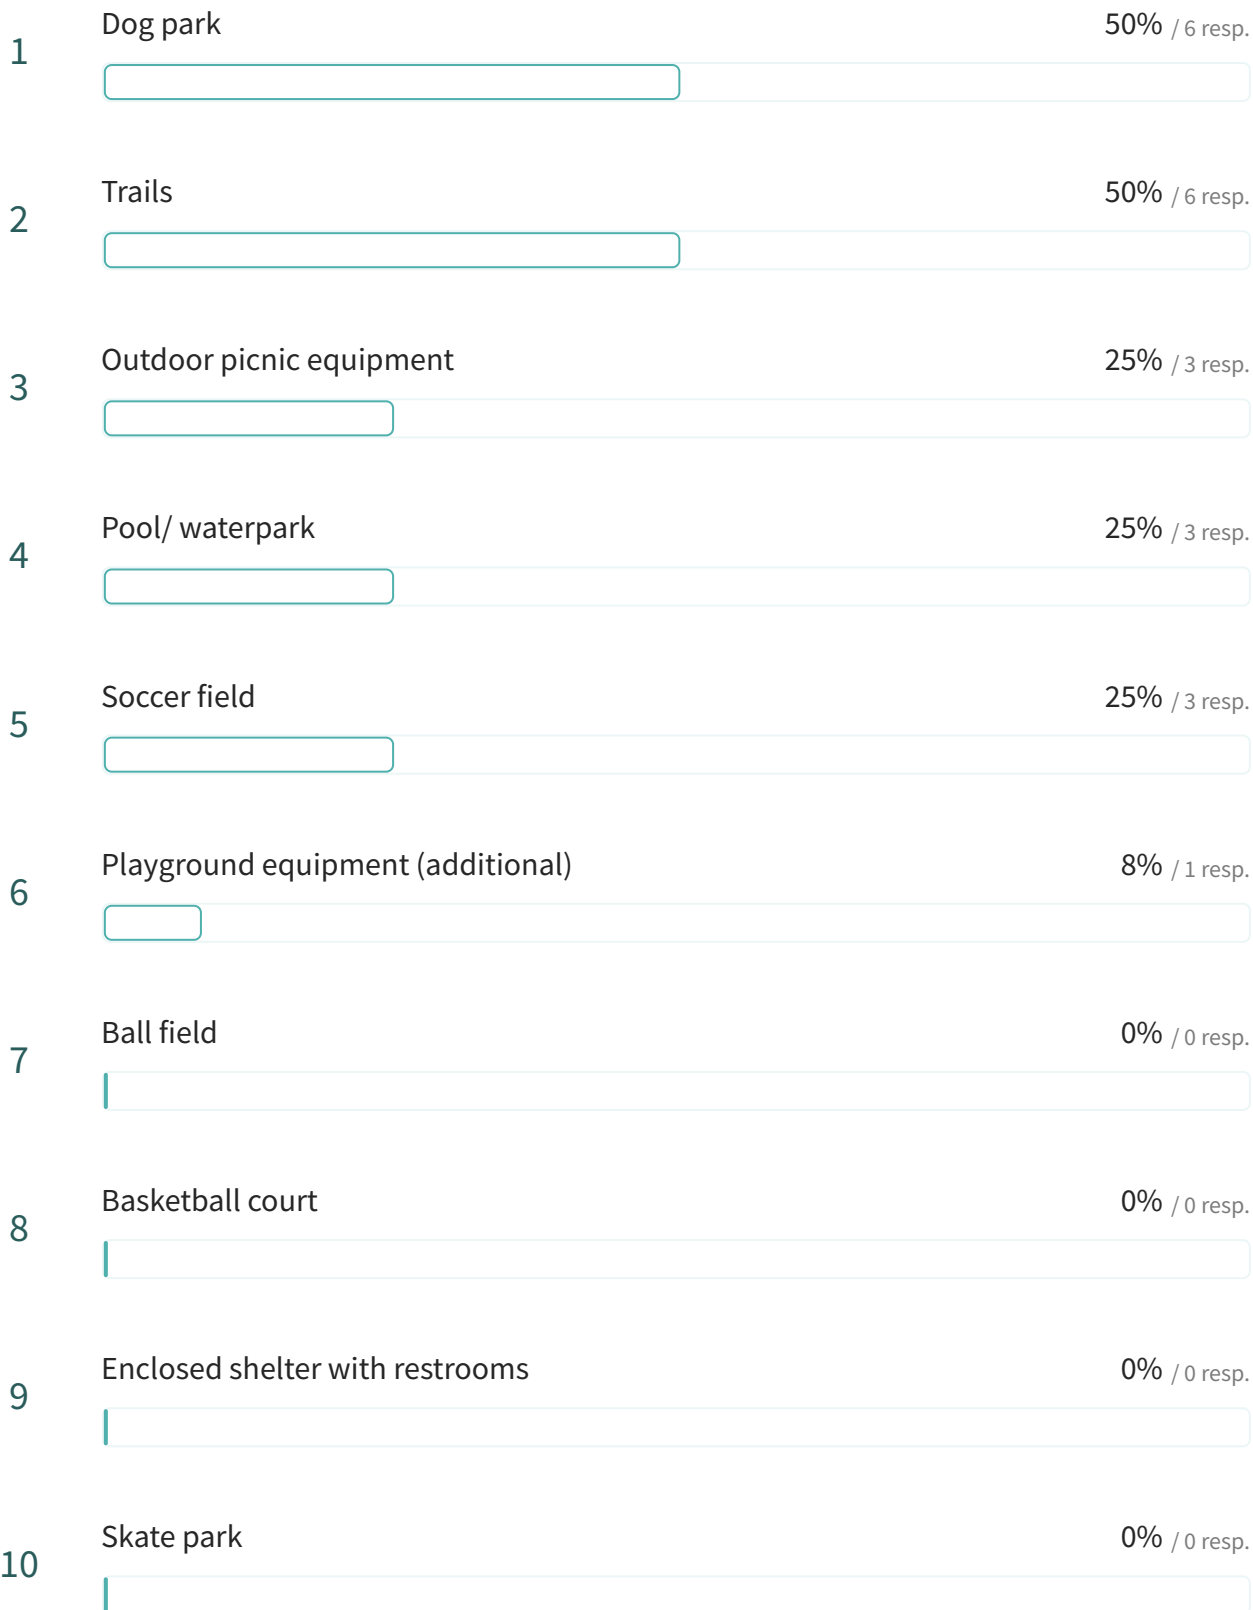 1 Dog park 50% / 6 resp.
2 Trails 50% / 6 resp.
3 Outdoor picnic equipment 25% / 3 resp.
4 Pool/ waterpark 25% / 3 resp.
5 Soccer field 25% / 3 resp.
6 Playground equipment (additional) 8% / 1 resp.
7 Ball field 0% / 0 resp.
8 Basketball court 0% / 0 resp.
9 Enclosed shelter with restrooms 0% / 0 resp.
10 Skate park 0% / 0 resp.